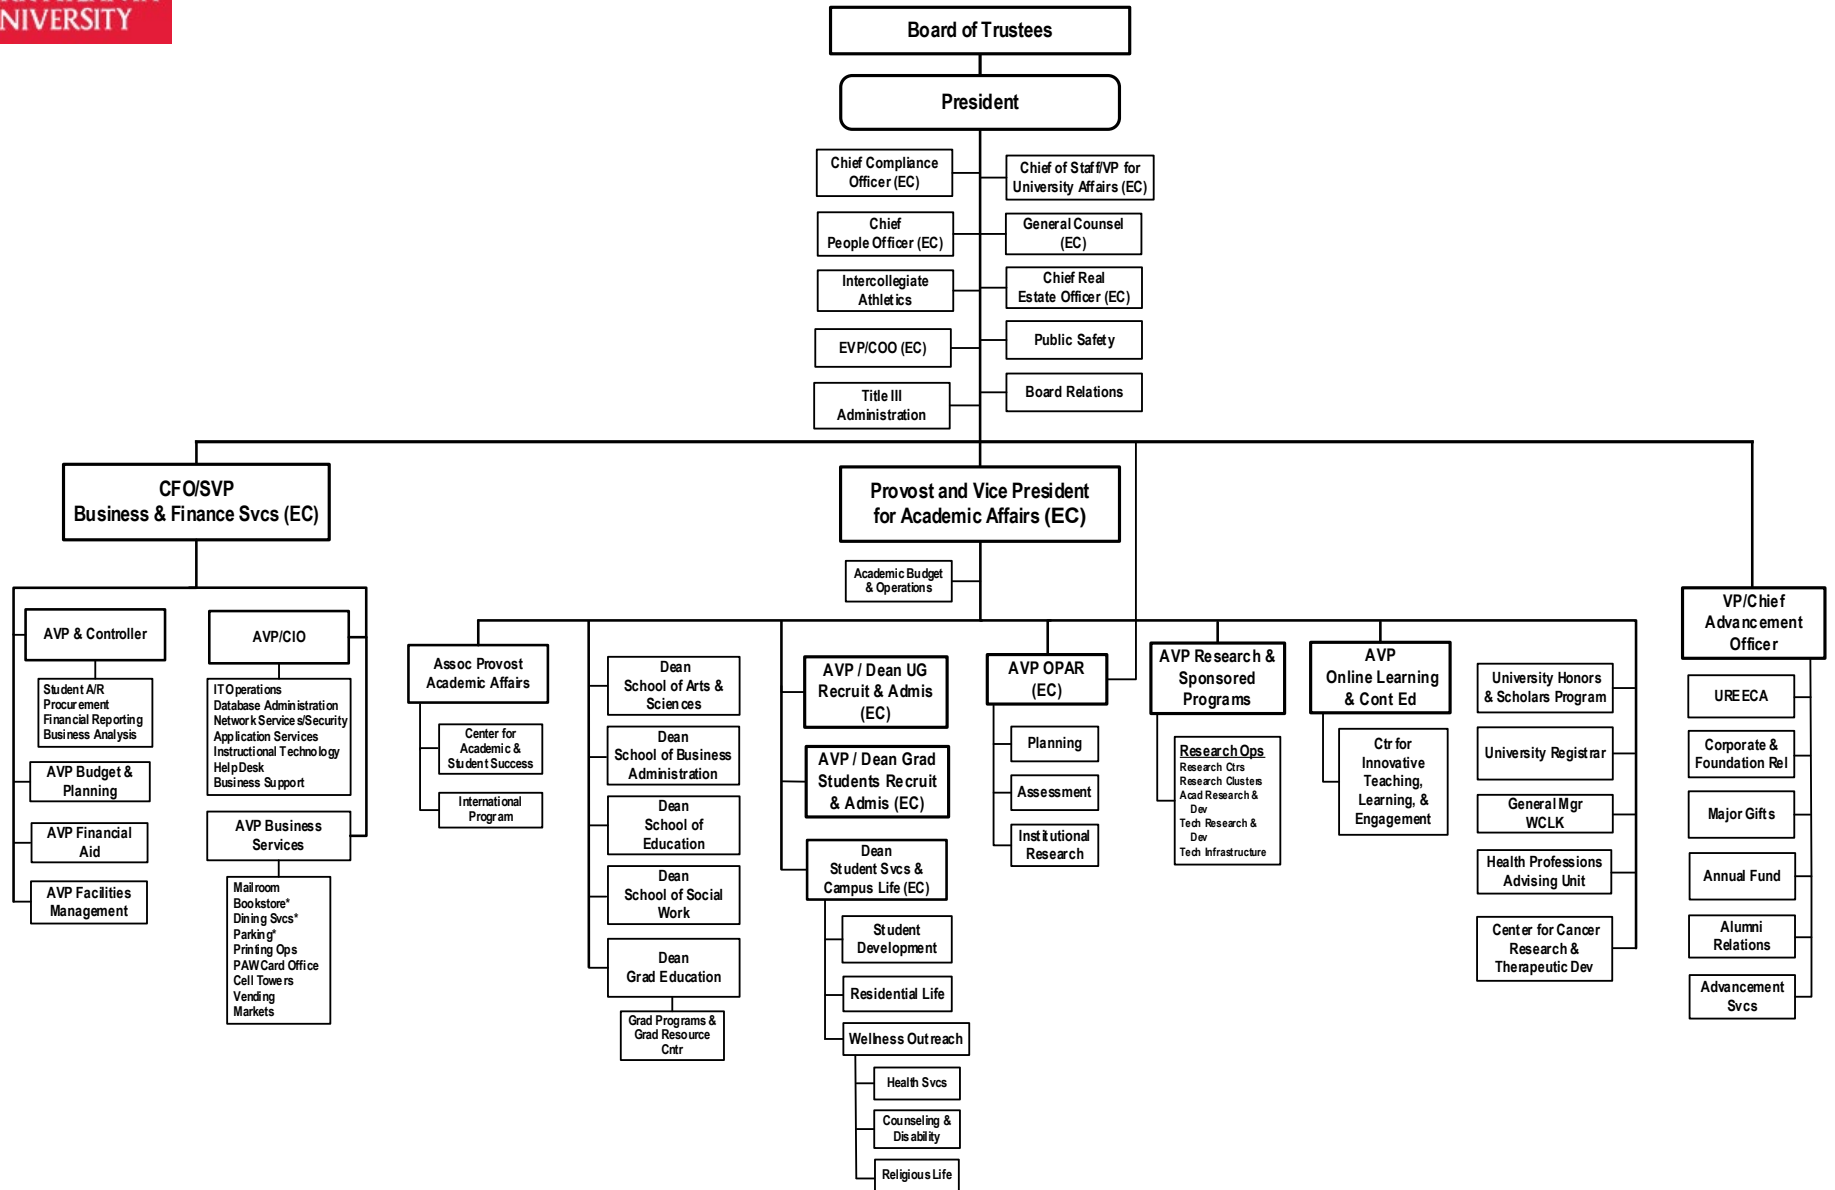 UNIVERSITY
Board of Trustees
President
Chief Compliance
Officer (EC)
Chief of Staff/VP for
University Affairs (EC)
Chief
People Officer (EC)
General Counsel
(EC)
Intercollegiate
Athletics
Chief Real
Estate Officer (EC)
EVP/COO (EC)
Public Safety
Title III
Administration
Board Relations
CFO/SVP
Business & Finance Svcs (EC)
Provost and Vice President
for Academic Affairs (EC)
Academic Budget
& Operations
VP/Chief
Advancement
Officer
AVP & Controller
Student A/R
Procurement
Financial Reporting
Business Analysis
AVP Budget &
Planning
AVP Financial
Aid
AVP Facilities
Management
AVP/CIO
IT Operations
Database Administration
Network Services/Security
Application Services
Instructional Technology
Help Desk
Business Support
AVP Business
Services
Mailroom
Bookstore*
Dining Svcs*
Parking*
Printing Ops
PAW Card Office
Cell Towers
Vending
Markets
Assoc Provost
Academic Affairs
Center for
Academic &
Student Success
International
Program
Dean
School of Arts &
Sciences
Dean
School of Business
Administration
Dean
School of
Education
Dean
School of Social
Work
Dean
Grad Education
Grad Programs &
Grad Resource
Cntr
AVP / Dean UG
Recruit & Admis
(EC)
AVP / Dean Grad
Students Recruit
& Admis (EC)
Dean
Student Svcs &
Campus Life (EC)
Student
Development
Residential Life
Wellness Outreach
Health Svcs
Counseling &
Disability
Religious Life
AVP OPAR
(EC)
Planning
Assessment
Institutional
Research
AVP Research &
Sponsored
Programs
Research Ops
Research Ctrs
Research Clusters
Acad Research &
Dev
Tech Research &
Dev
Tech Infrastructure
AVP
Online Learning
& Cont Ed
Ctr for
Innovative
Teaching,
Learning, &
Engagement
University Honors
& Scholars Program
University Registrar
General Mgr
WCLK
Health Professions
Advising Unit
Center for Cancer
Research &
Therapeutic Dev
UREECA
Corporate &
Foundation Rel
Major Gifts
Annual Fund
Alumni
Relations
Advancement
Svcs